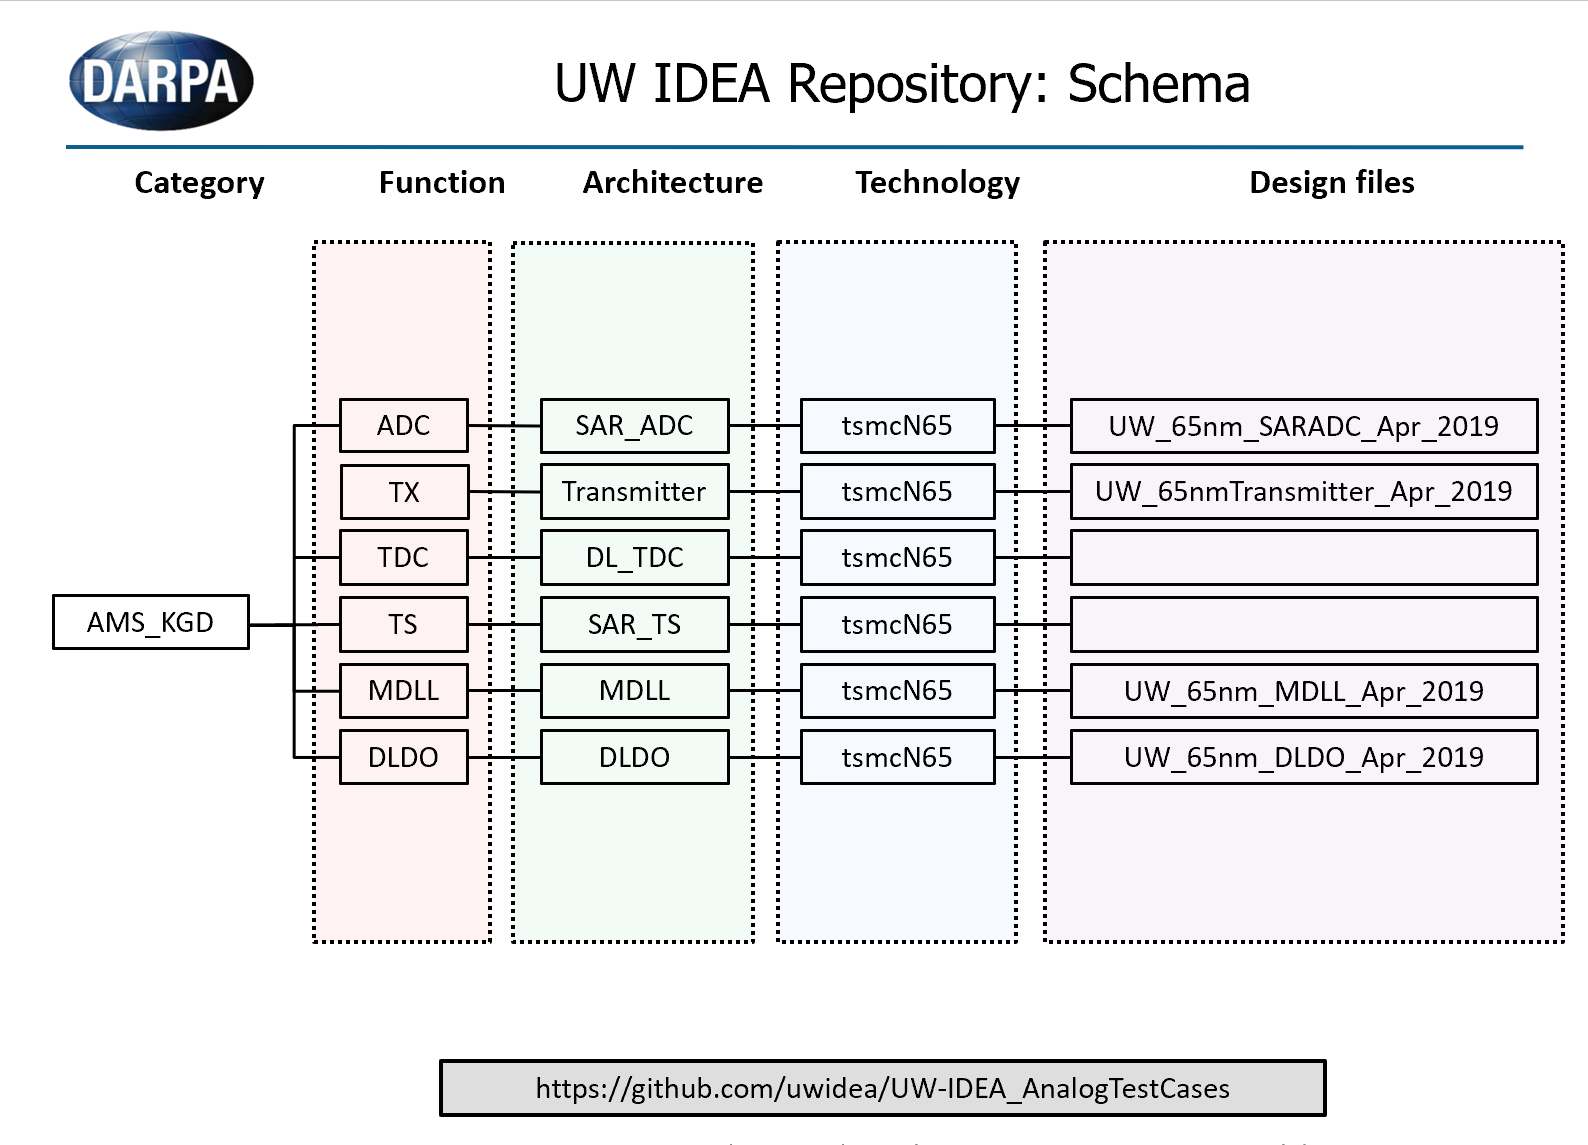 DARPA
UW IDEA Repository: Schema
Category Function Architecture Technology Design files
ADC SAR_ADC tsmcN65 UW_65nm_SARADC_Apr_2019
TX Transmitter tsmcN65 UW_65nmTransmitter_Apr_2019
TDC DL_TDC tsmcN65
AMS_KGD TS SAR_TS tsmcN65
MDLL MDLL tsmcN65 UW_65nm_MDLL_Apr_2019
DLDO DLDO tsmcN65 UW_65nm_DLDO_Apr_2019
https://github.com/uwidea/UW-IDEA_AnalogTestCases